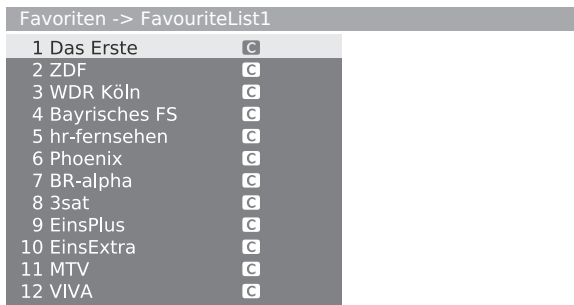 Favoriten -> FavouriteList1
1 Das Erste C
2 ZDF C
3 WDR Köln C
4 Bayrisches FS C
5 hr-fernsehen C
6 Phoenix C
7 BR-alpha C
8 3sat C
9 EinsPlus C
10 EinsExtra C
11 MTV C
12 VIVA C